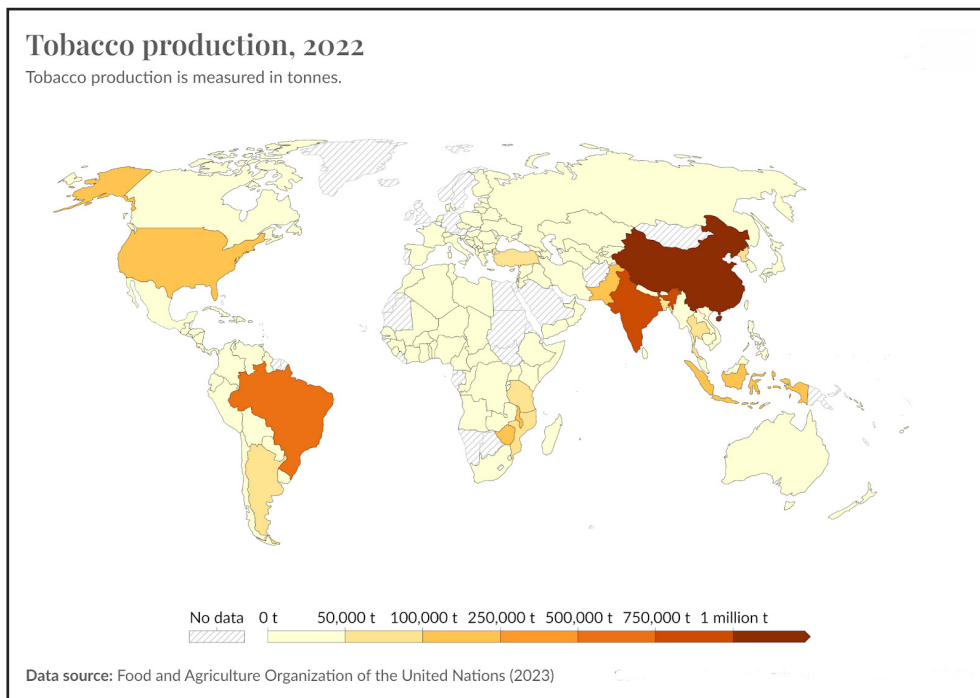 Tobacco production, 2022
Tobacco production is measured in tonnes.
No data 0 t 50,000 t 100,000 t 250,000 t 500,000 t 750,000 t 1 million t
Data source: Food and Agriculture Organization of the United Nations (2023)